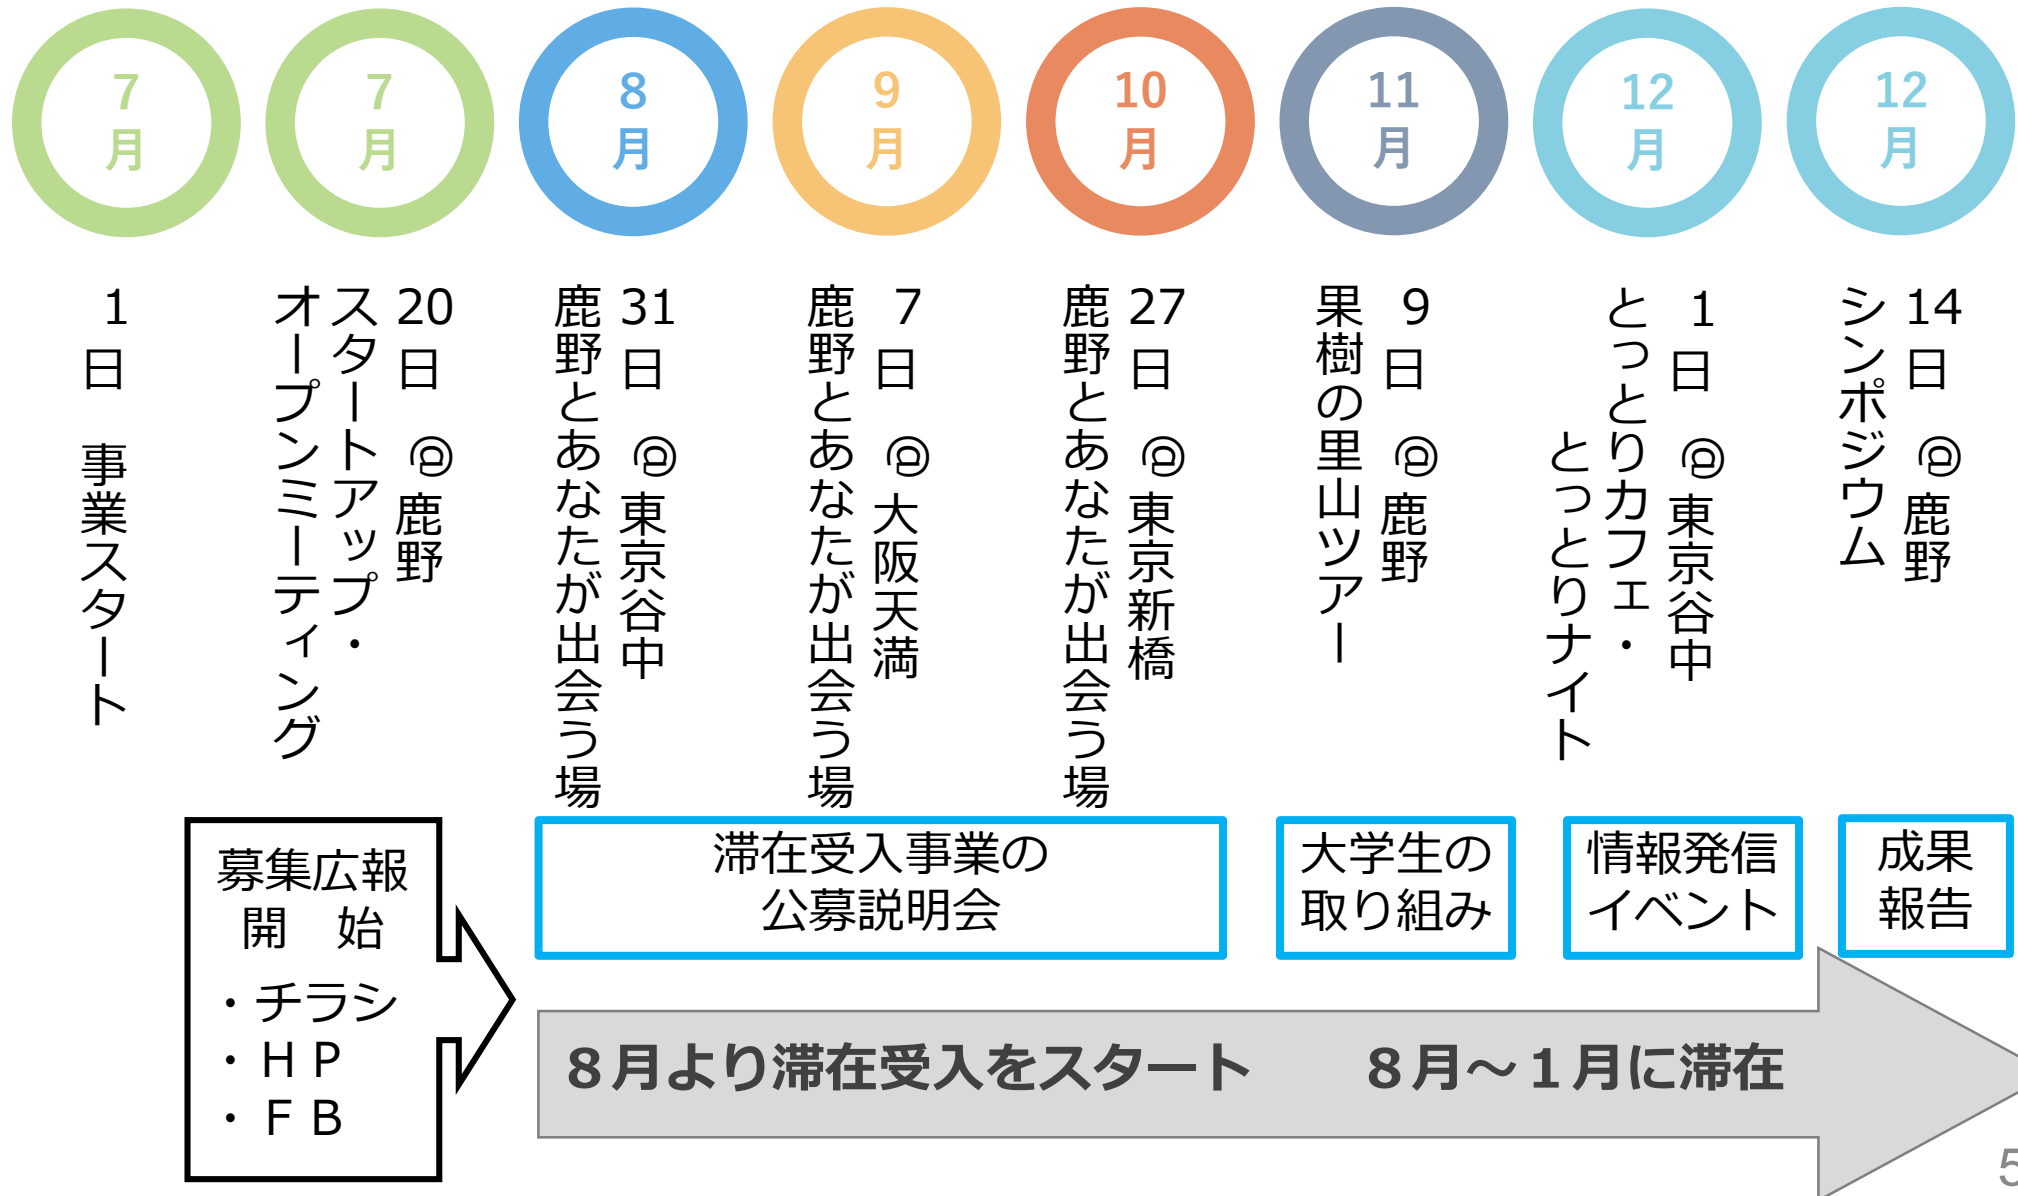 7
月
7
月
8
月
9
月
10
月
11
月
12
月
12
月
1日　事業スタート
20日　@鹿野
スタートアップ・
オープンミーティング
31日　@東京谷中
鹿野とあなたが出会う場
7日　@大阪天満
鹿野とあなたが出会う場
27日　@東京新橋
鹿野とあなたが出会う場
9日　@鹿野
果樹の里山ツアー
1日　@東京谷中
とっとりカフェ・
とっとりナイト
14日　@鹿野
シンポジウム
募集広報
開　始
・チラシ
・ＨＰ
・ＦＢ
滞在受入事業の
公募説明会
大学生の
取り組み
情報発信
イベント
成果
報告
８月より滞在受入をスタート　　８月～１月に滞在
5